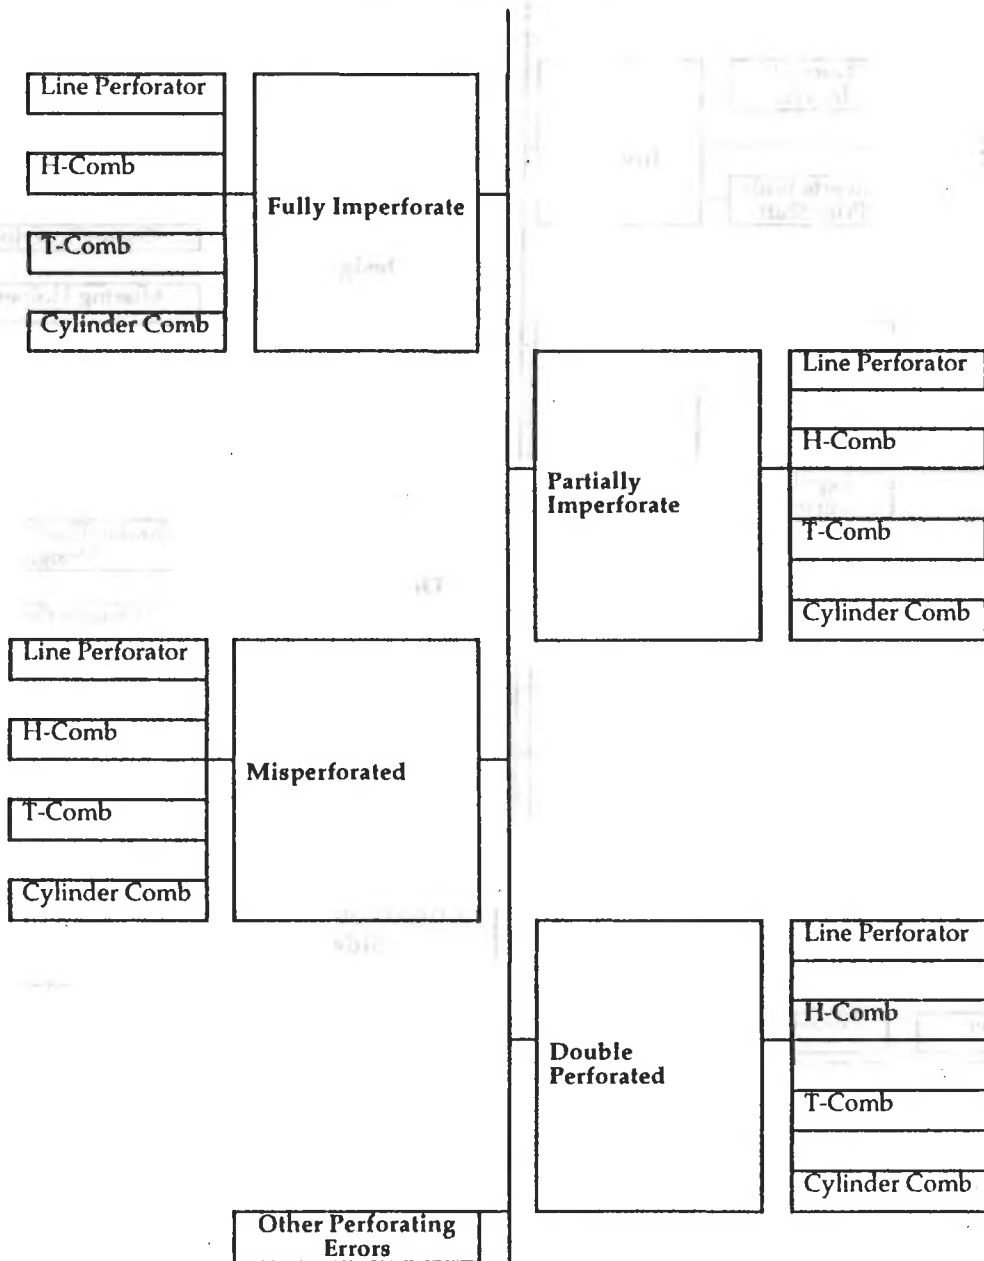 Line Perforator
H-Comb
T-Comb
Cylinder Comb
Fully Imperforate
Line Perforator
H-Comb
T-Comb
Cylinder Comb
Partially
Imperforate
Line Perforator
H-Comb
T-Comb
Cylinder Comb
Misperforated
Line Perforator
H-Comb
T-Comb
Cylinder Comb
Double
Perforated
Other Perforating
Errors